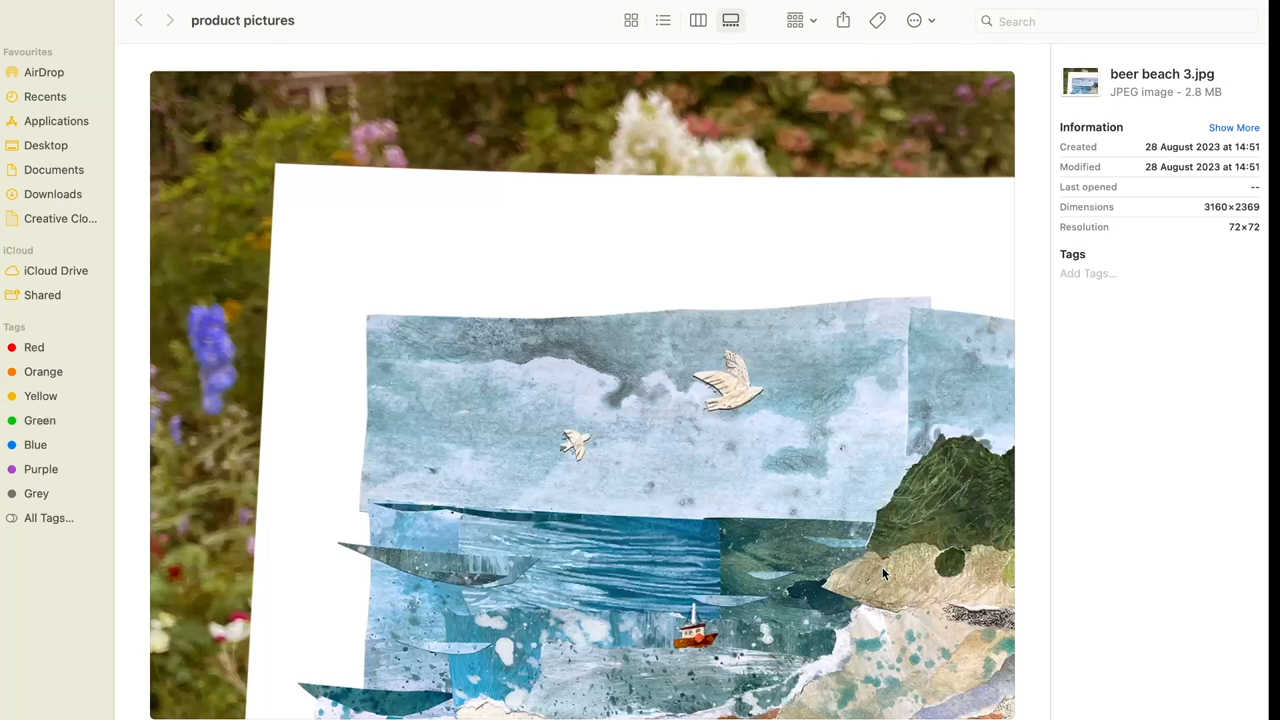 product pictures
Search
Favourites
AirDrop
Recents
Applications
Desktop
Documents
Downloads
Creative Clo...
iCloud
iCloud Drive
Shared
Tags
Red
Orange
Yellow
Green
Blue
Purple
Grey
All Tags...
beer beach 3.jpg
JPEG image - 2.8 MB
Information Show More
Created 28 August 2023 at 14:51
Modified 28 August 2023 at 14:51
Last opened --
Dimensions 3160×2369
Resolution 72×72
Tags
Add Tags...